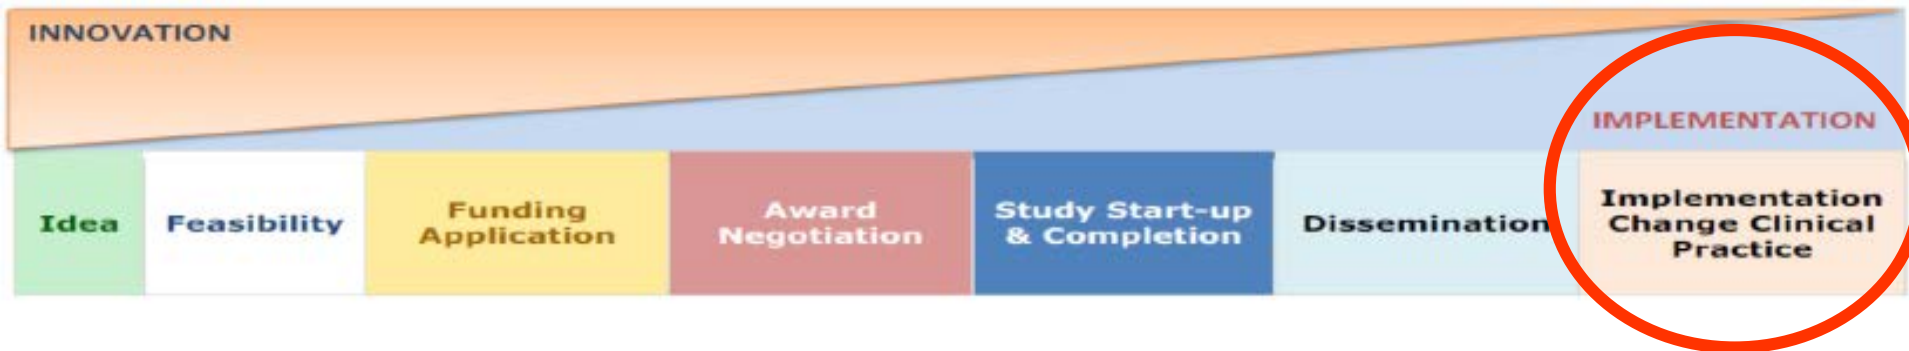 INNOVATION
IMPLEMENTATION
Idea
Feasibility
Funding
Application
Award
Negotiation
Study Start-up
& Completion
Dissemination
Implementation
Change Clinical
Practice